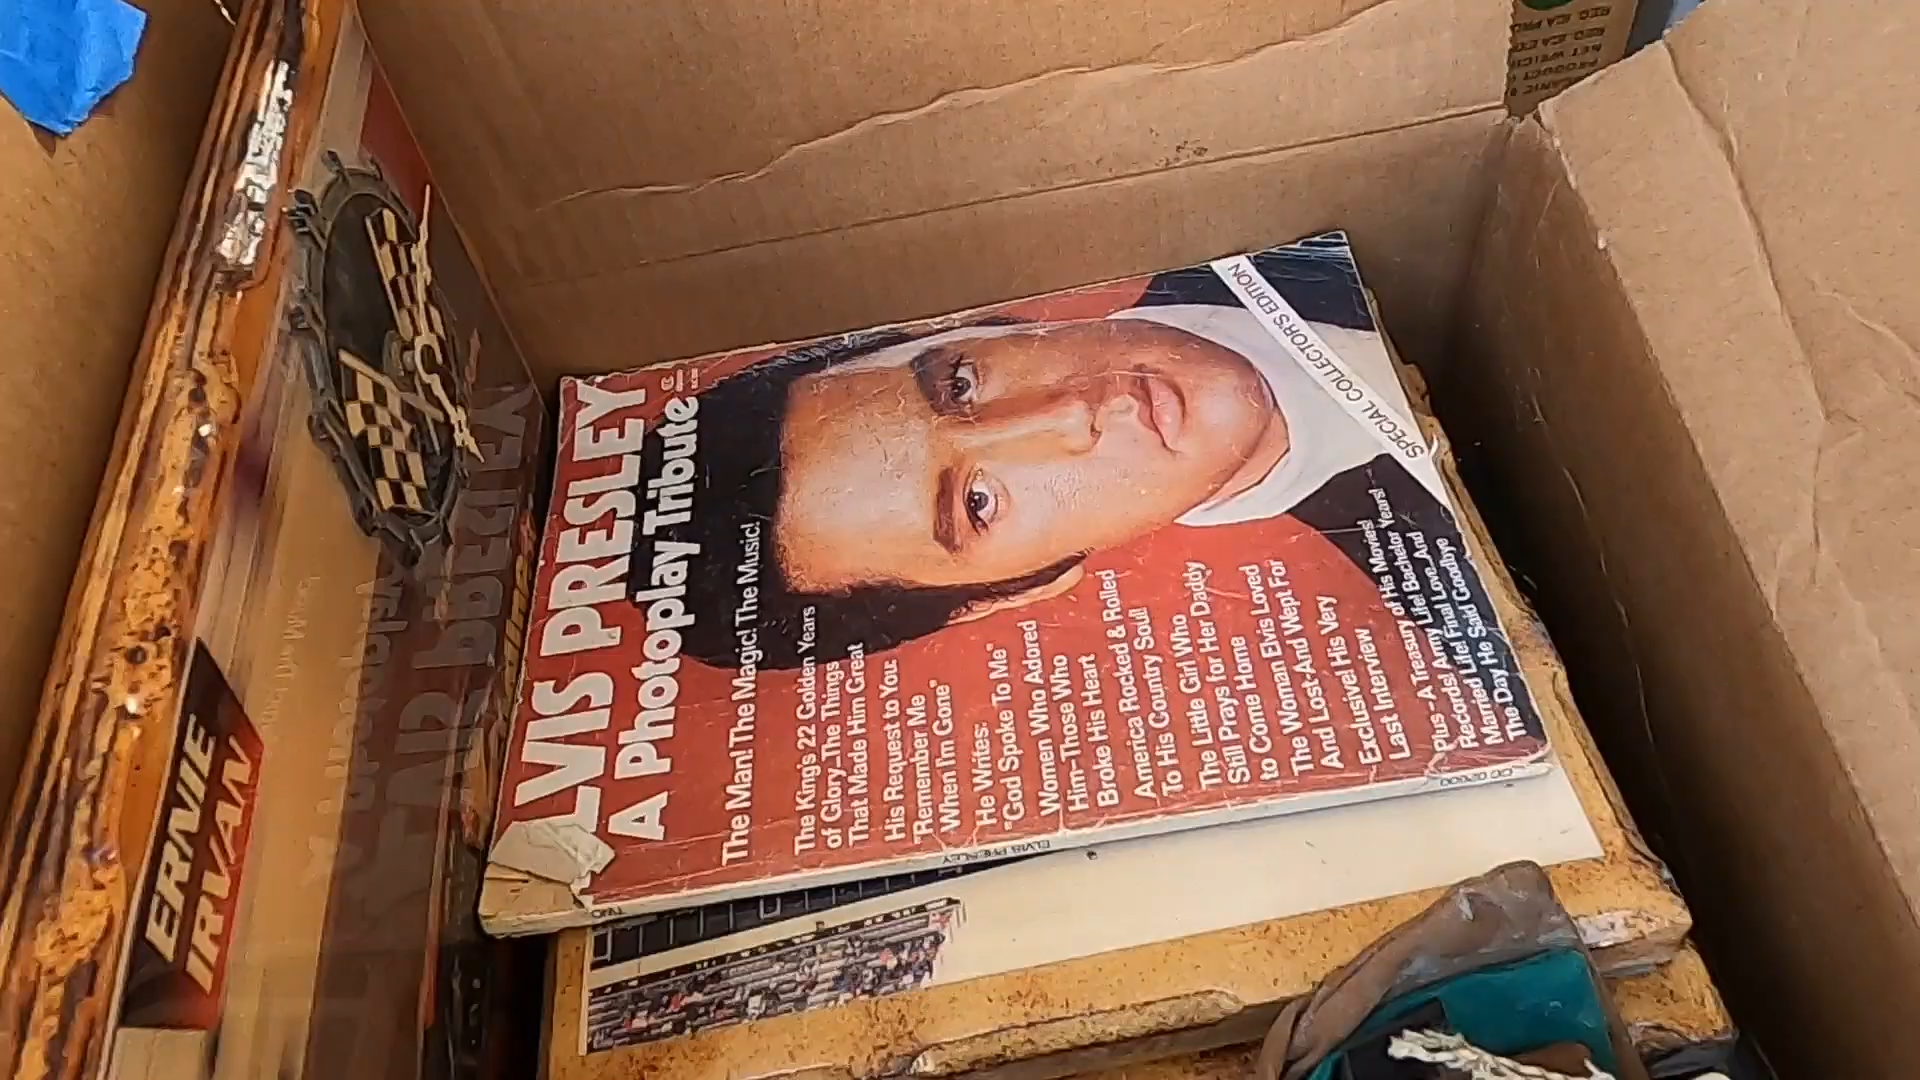 ELVIS PRESLEY
A Photoplay Tribute
The Man! The Magic! The Music!
The King's 22 Golden Years
of Glory...The Things
That Made Him Great
His Request to You:
"Remember Me
When I'm Gone"
He Writes:
"God Spoke To Me"
Women Who Adored
Him-Those Who
Broke His Heart
America Rocked & Rolled
To His Country Soul!
The Little Girl Who
Still Prays for Her Daddy
to Come Home
The Woman Elvis Loved
And Lost-And Wept For
And His Very
Last Interview
Exclusive!
Plus-A Treasury of His Movies!
Records! Army Life! Bachelor Years!
Married Life! Final Love...And
The Day He Said Goodbye
SPECIAL COLLECTOR'S EDITION
ELVIS PRESLEY
ERNIE
IRVAN